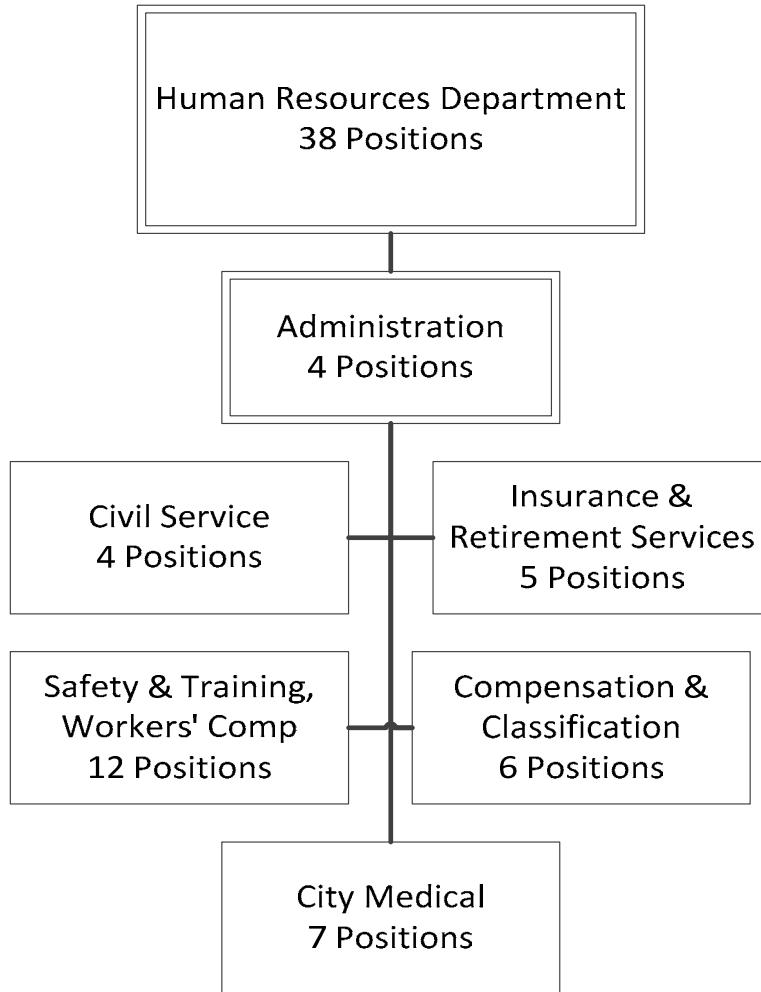 Human Resources Department
38 Positions
Administration
4 Positions
Civil Service
4 Positions
Insurance &
Retirement Services
5 Positions
Safety & Training,
Workers' Comp
12 Positions
Compensation &
Classification
6 Positions
City Medical
7 Positions